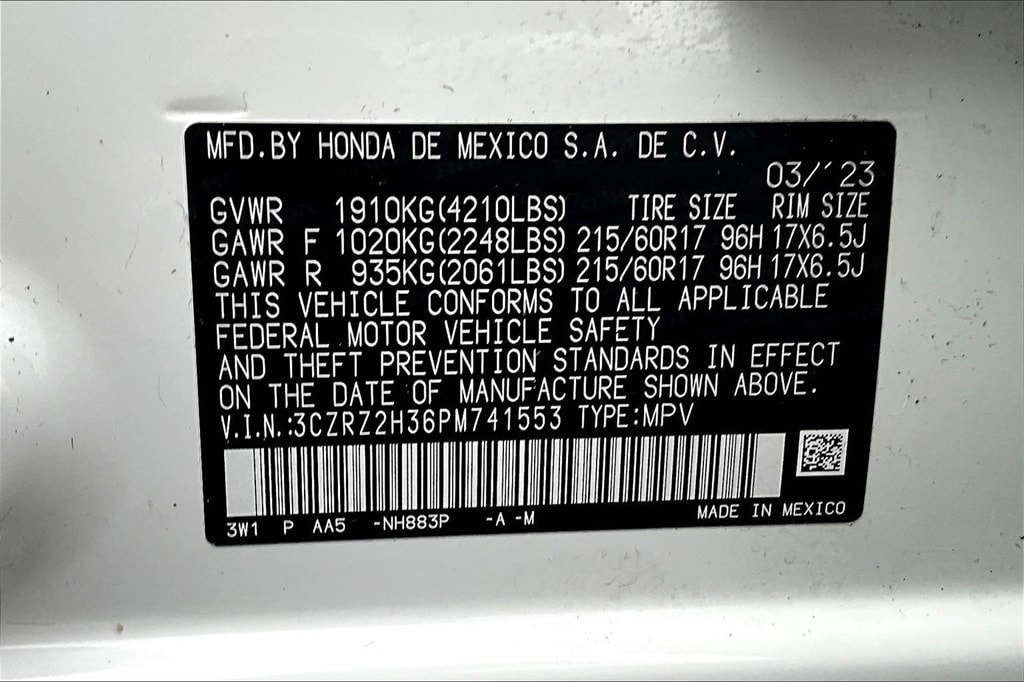 MFD.BY HONDA DE MEXICO S.A. DE C.V.
03/'23
GVWR 1910KG(4210LBS) TIRE SIZE RIM SIZE
GAWR F 1020KG(2248LBS) 215/60R17 96H 17X6.5J
GAWR R 935KG(2061LBS) 215/60R17 96H 17X6.5J
THIS VEHICLE CONFORMS TO ALL APPLICABLE
FEDERAL MOTOR VEHICLE SAFETY
AND THEFT PREVENTION STANDARDS IN EFFECT
ON THE DATE OF MANUFACTURE SHOWN ABOVE.
V.I.N.:3CZRZ2H36PM741553 TYPE:MPV
3W1 P AA5 -NH883P -A -M MADE IN MEXICO